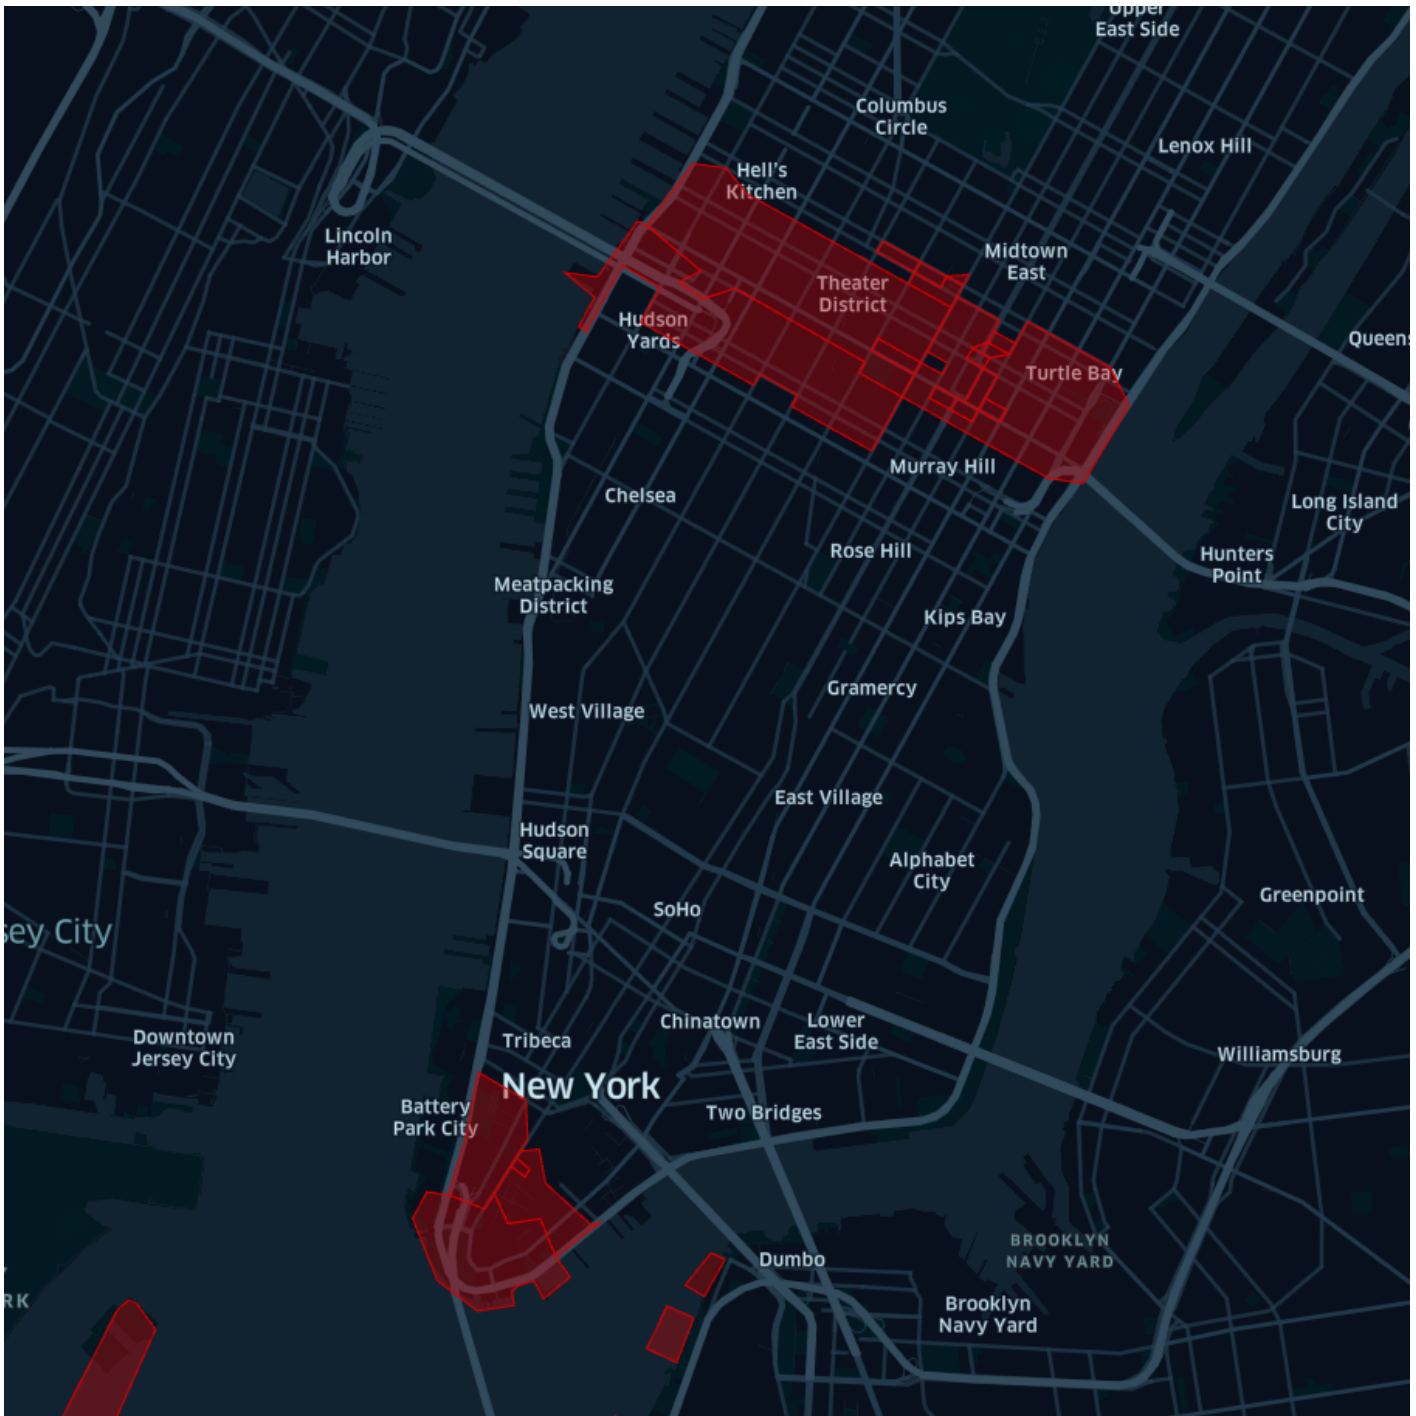 Upper
East Side
Columbus
Circle
Lenox Hill
Hell's
Kitchen
Lincoln
Harbor
Midtown
East
Theater
District
Hudson
Yards
Queens
Turtle Bay
Murray Hill
Chelsea
Long Island
City
Rose Hill
Hunters
Point
Meatpacking
District
Kips Bay
Gramercy
West Village
East Village
Hudson
Square
Alphabet
City
Greenpoint
SoHo
sey City
Chinatown
Lower
East Side
Tribeca
Downtown
Jersey City
Williamsburg
New York
Battery
Park City
Two Bridges
BROOKLYN
NAVY YARD
Dumbo
RK
Brooklyn
Navy Yard